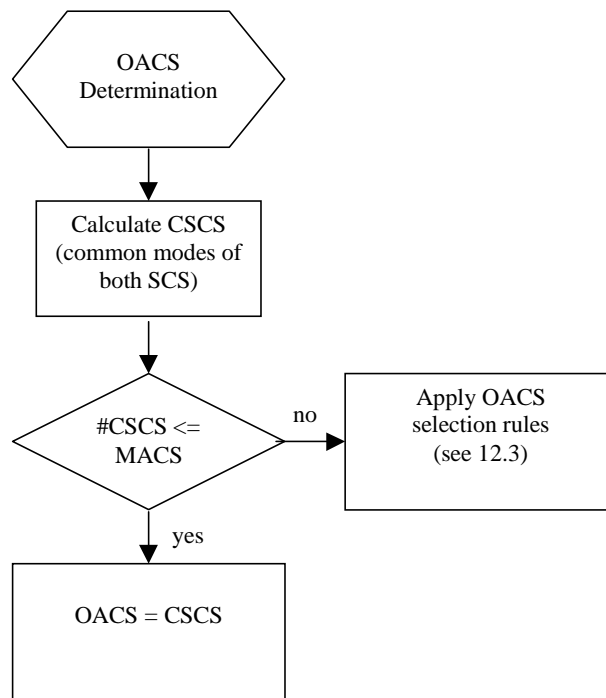 OACS
Determination
Calculate CSCS
(common modes of
both SCS)
#CSCS <=
MACS
no
Apply OACS
selection rules
(see 12.3)
yes
OACS = CSCS